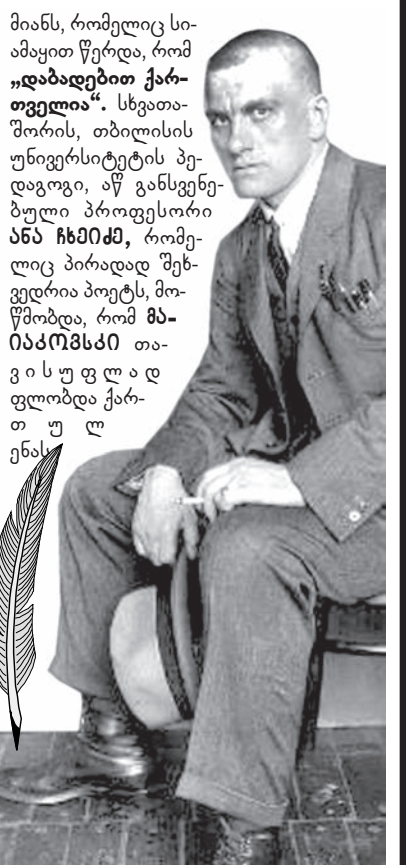 მიანს, რომელიც სი-
ამაყით წერდა, რომ
„დაბადებით ქარ-
თველია“. სხვათა-
შორის, თბილისის
უნივერსიტეტის პე-
დაგოგი, აწ განსვენე-
ბული პროფესორი
ანა ჩხეიძე, რომე-
ლიც პირადად შეხ-
ვედრია პოეტს, მო-
წმობდა, რომ მა-
იაკოვსკი თა-
ვისუფლად
ფლობდა ქარ-
თულ
ენას.